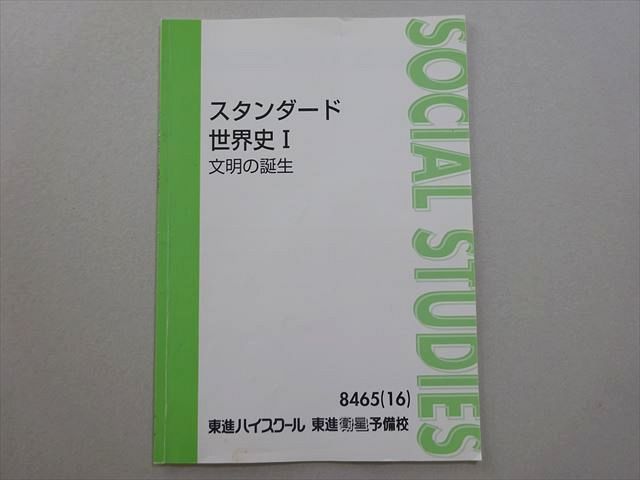 スタンダード
世界史 I
文明の誕生
SOCIAL STUDIES
8465(16)
東進ハイスクール 東進衛星予備校